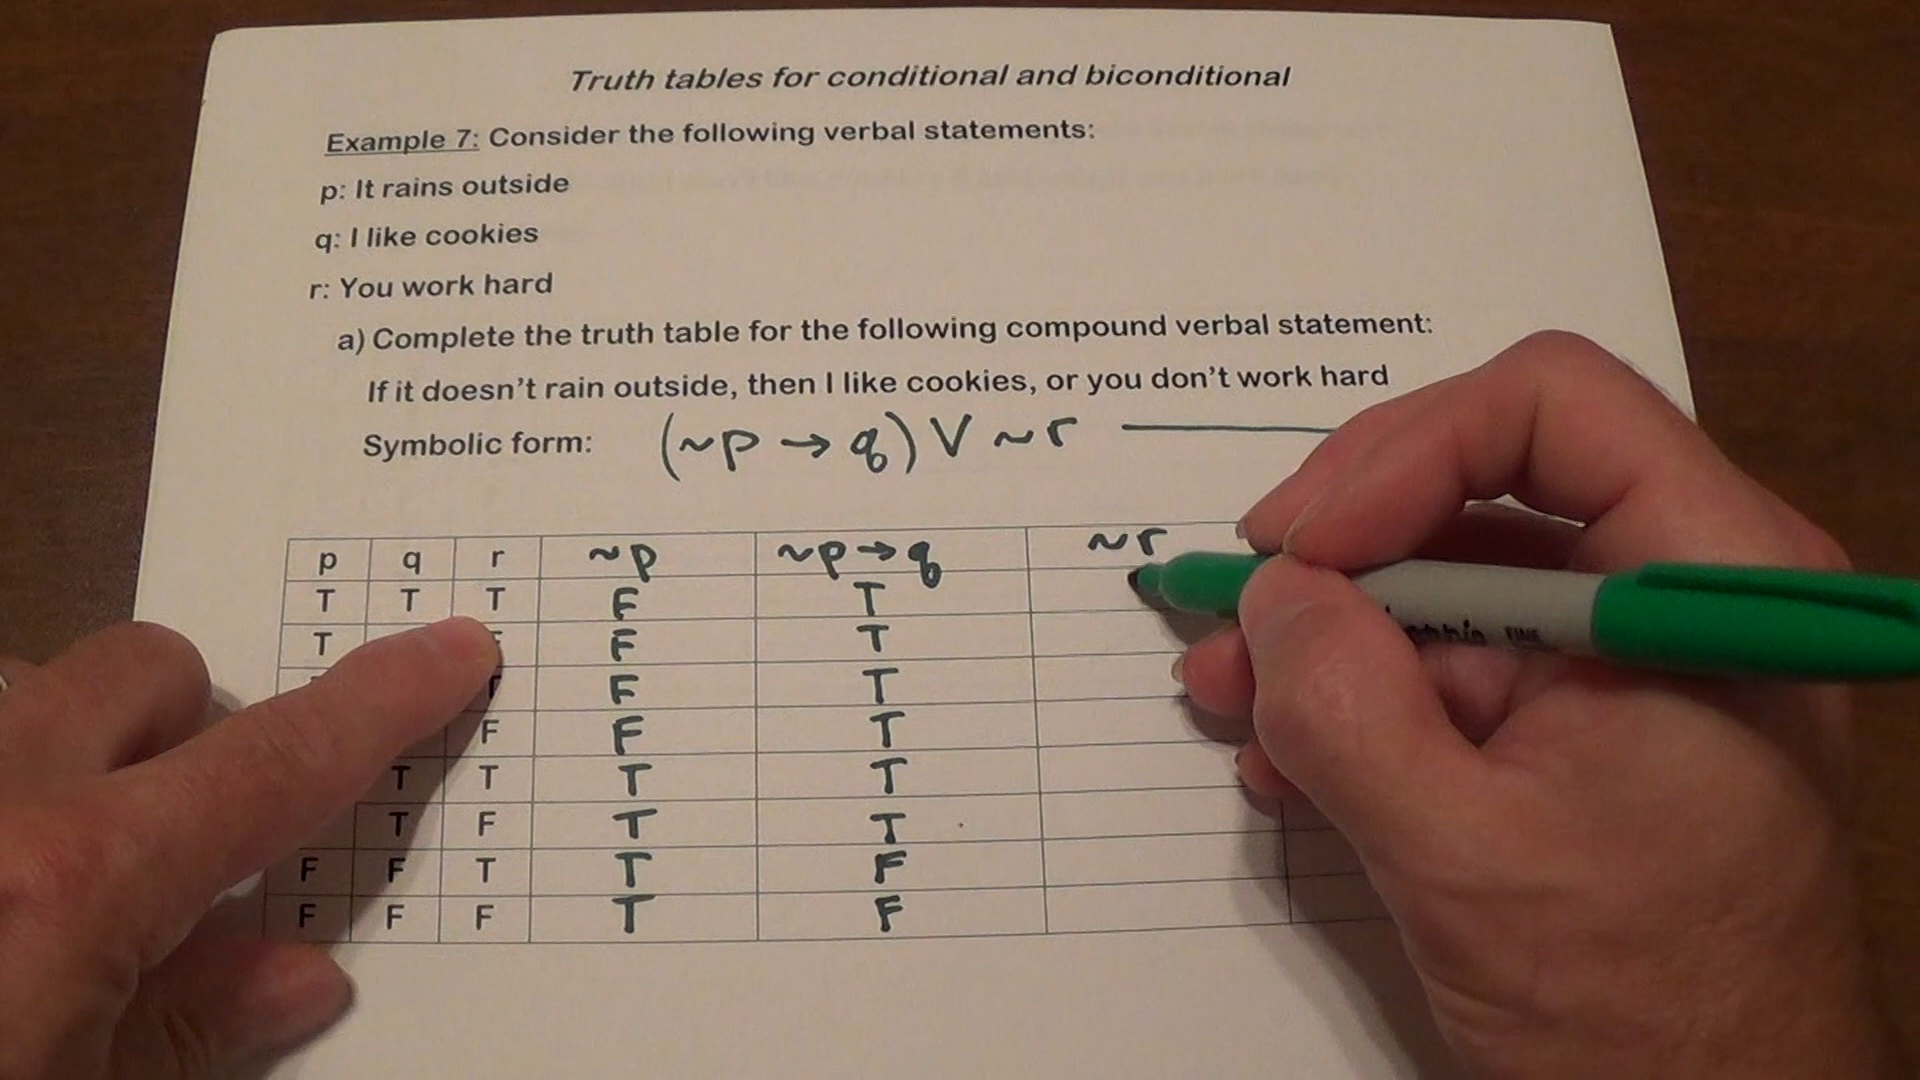 Truth tables for conditional and biconditional
Example 7: Consider the following verbal statements:
p: It rains outside
q: I like cookies
r: You work hard
a) Complete the truth table for the following compound verbal statement:
If it doesn't rain outside, then I like cookies, or you don't work hard
Symbolic form: (~p → q) ∨ ~r
p q r ~p ~p→q ~r
T T T F T
T F T
F F T
F F T
T T T T
T F T T
F F T T F
F F F T F
FINE